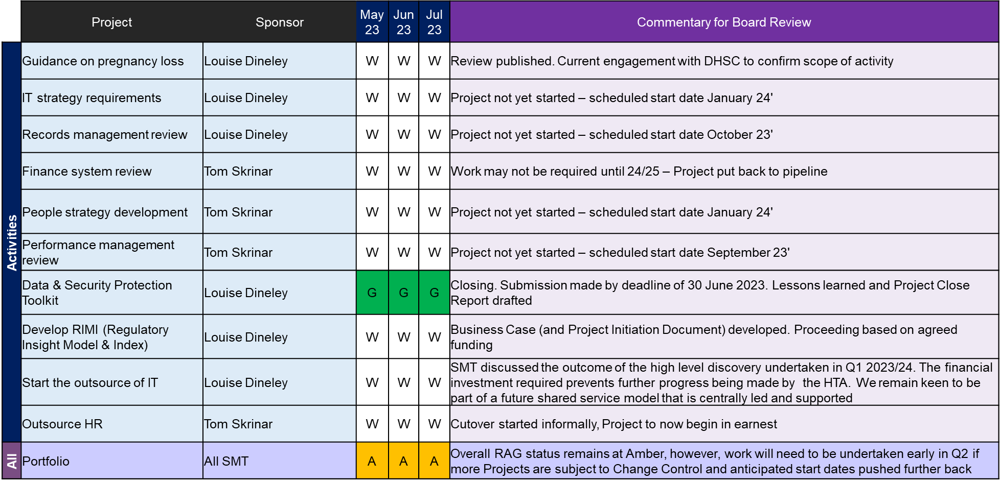 Project Sponsor May 23 Jun 23 Jul 23 Commentary for Board Review
Activities
Guidance on pregnancy loss Louise Dineley W W W Review published. Current engagement with DHSC to confirm scope of activity
IT strategy requirements Louise Dineley W W W Project not yet started – scheduled start date January 24'
Records management review Louise Dineley W W W Project not yet started – scheduled start date October 23'
Finance system review Tom Skrinar W W W Work may not be required until 24/25 – Project put back to pipeline
People strategy development Tom Skrinar W W W Project not yet started – scheduled start date January 24'
Performance management
review
Tom Skrinar W W W Project not yet started – scheduled start date September 23'
Data & Security Protection
Toolkit
Louise Dineley G G G
Closing. Submission made by deadline of 30 June 2023. Lessons learned and Project Close
Report drafted
Develop RIMI (Regulatory
Insight Model & Index)
Louise Dineley W W W
Business Case (and Project Initiation Document) developed. Proceeding based on agreed
funding
Start the outsource of IT Louise Dineley W W W
SMT discussed the outcome of the high level discovery undertaken in Q1 2023/24. The financial
investment required prevents further progress being made by the HTA. We remain keen to be
part of a future shared service model that is centrally led and supported
Outsource HR Tom Skrinar W W W Cutover started informally, Project to now begin in earnest
All
Portfolio All SMT A A A
Overall RAG status remains at Amber, however, work will need to be undertaken early in Q2 if
more Projects are subject to Change Control and anticipated start dates pushed further back